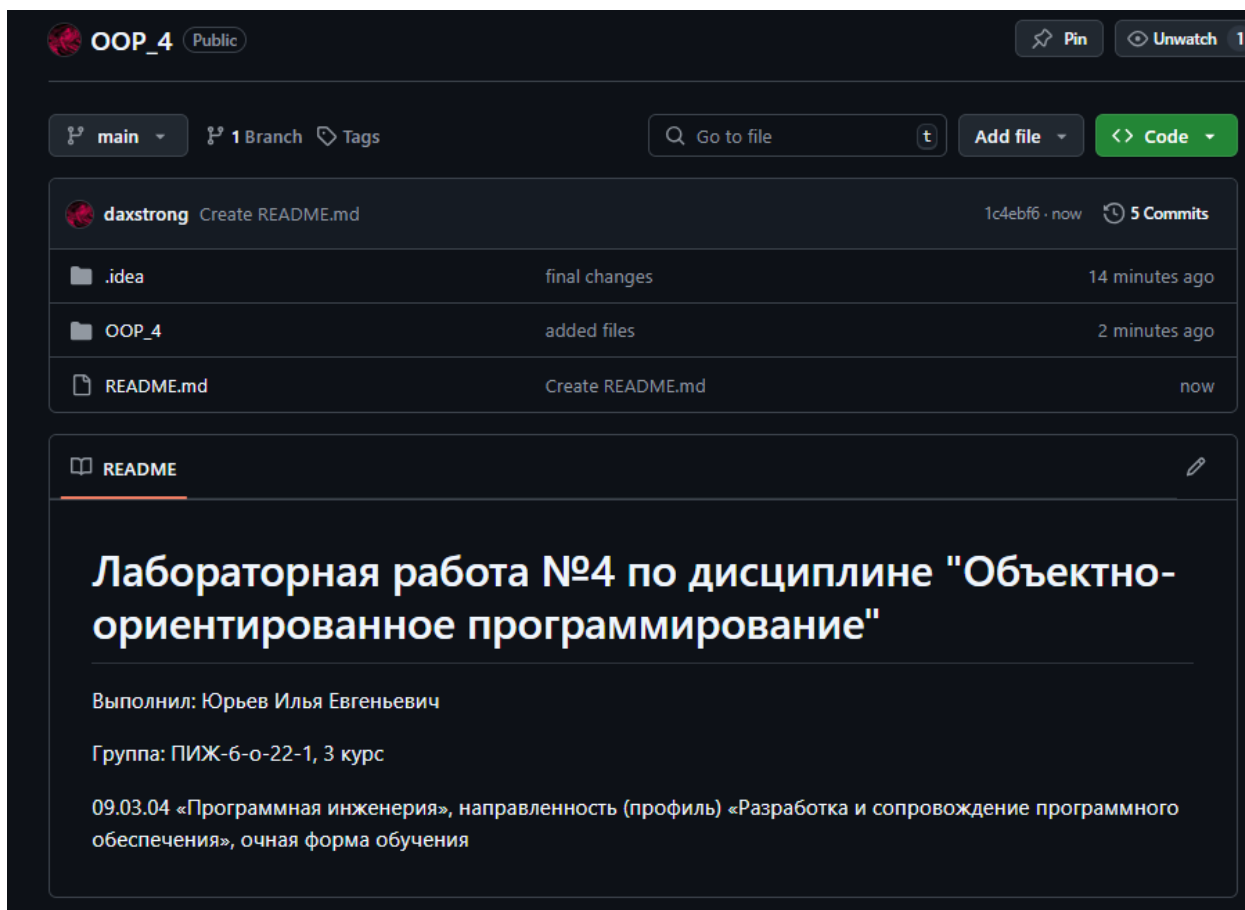 OOP_4 Public Pin Unwatch 1
main 1 Branch Tags Go to file t Add file Code
daxstrong Create README.md 1c4ebf6 · now 5 Commits
.idea final changes 14 minutes ago
OOP_4 added files 2 minutes ago
README.md Create README.md now
README
Лабораторная работа №4 по дисциплине "Объектно-
ориентированное программирование"
Выполнил: Юрьев Илья Евгеньевич
Группа: ПИЖ-б-о-22-1, 3 курс
09.03.04 «Программная инженерия», направленность (профиль) «Разработка и сопровождение программного
обеспечения», очная форма обучения